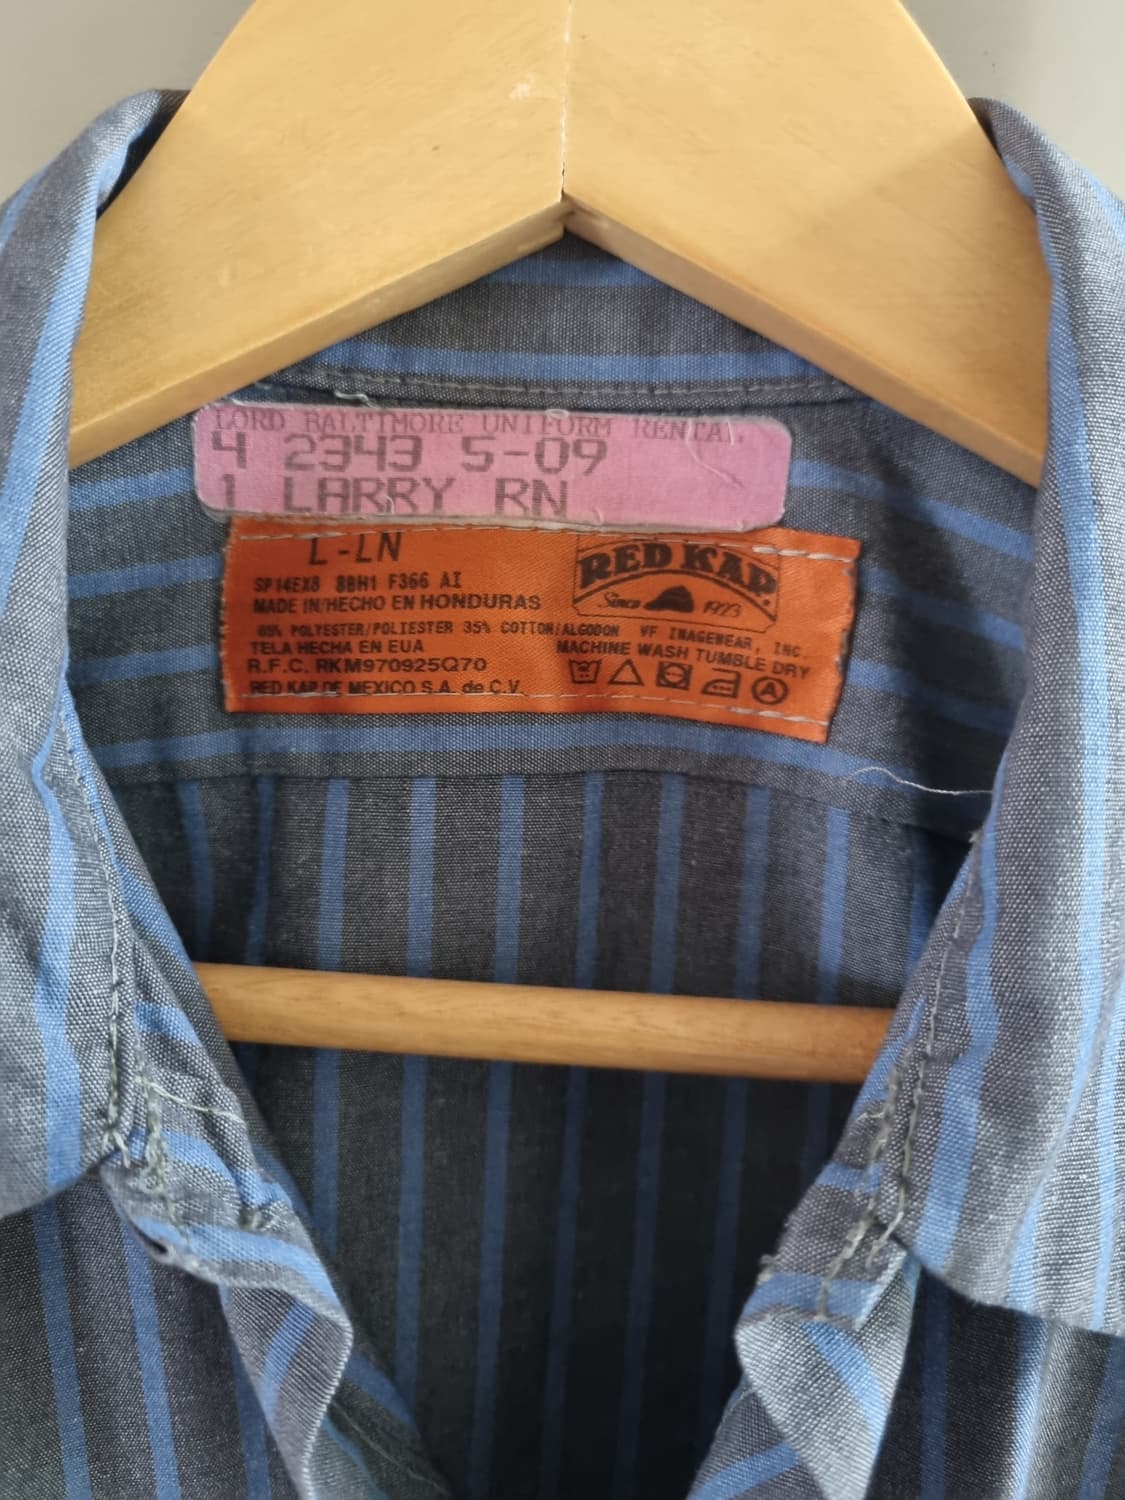 LORD BALTIMORE UNIFORM RENTAL
4 2343 5-09
1 LARRY RN
L-LN
SP14EX8 8BH1 F366 AI
MADE IN/HECHO EN HONDURAS
65% POLYESTER/POLIESTER 35% COTTON/ALGODON VF IMAGEWEAR, INC.
TELA HECHA EN EUA
R.F.C. RKM970925Q70
RED KAP DE MEXICO S.A. de C.V.
RED KAP.
Since 1923
MACHINE WASH TUMBLE DRY
A